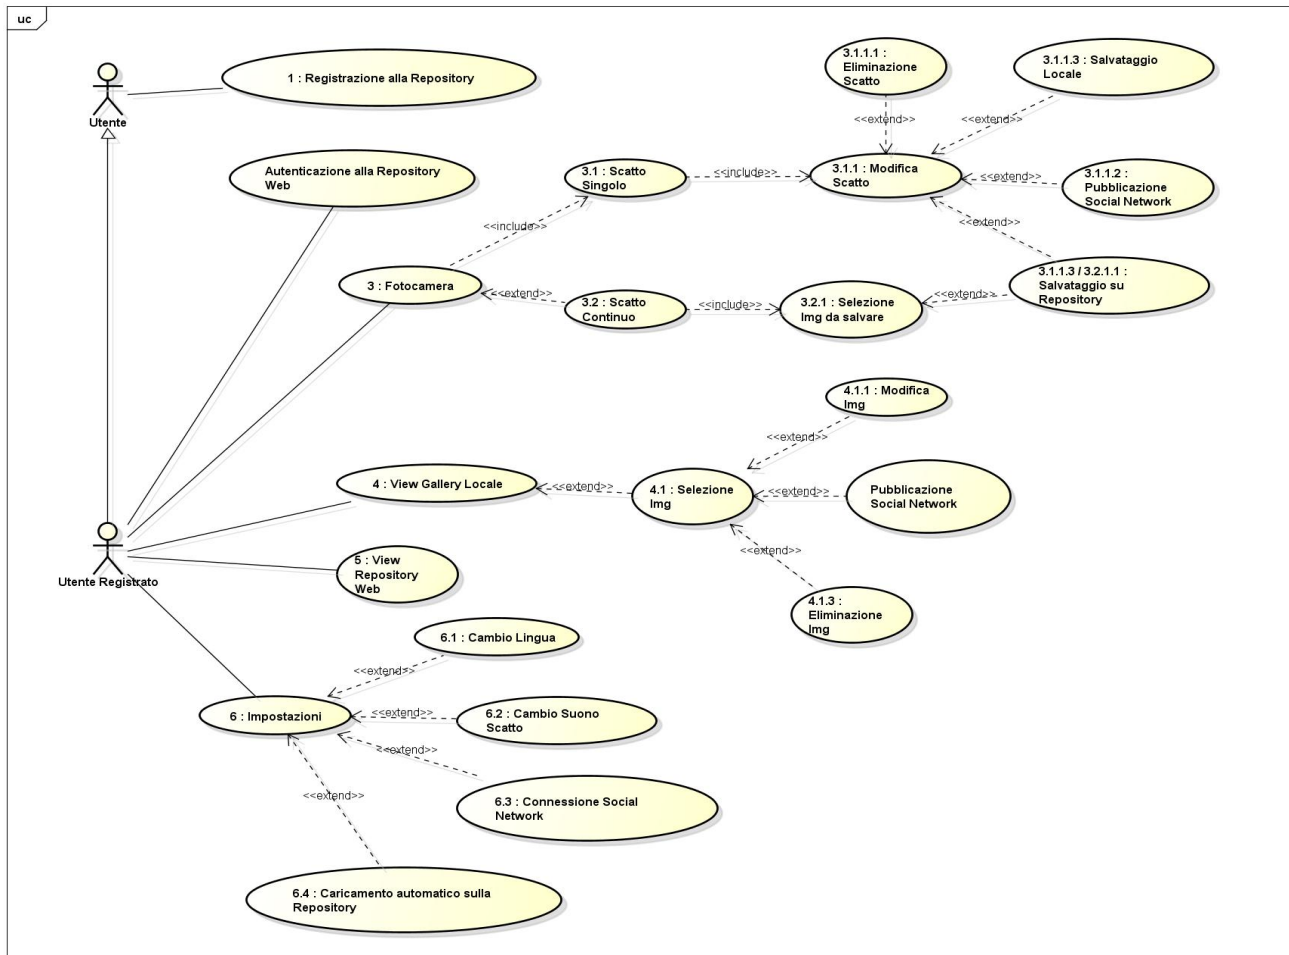 uc
1 : Registrazione alla Repository
Utente
Autenticazione alla Repository
Web
3.1.1.1 :
Eliminazione
Scatto
3.1.1.3 : Salvataggio
Locale
<<extend>>
<<extend>>
3.1 : Scatto
Singolo
<<include>>
3.1.1 : Modifica
Scatto
<<extend>>
3.1.1.2 :
Pubblicazione
Social Network
<<include>>
<<extend>>
3 : Fotocamera
<<extend>>
3.2 : Scatto
Continuo
<<include>>
3.2.1 : Selezione
Img da salvare
<<extend>>
3.1.1.3 / 3.2.1.1 :
Salvataggio su
Repository
4.1.1 : Modifica
Img
<<extend>>
4 : View Gallery Locale
<<extend>>
4.1 : Selezione
Img
<<extend>>
Pubblicazione
Social Network
<<extend>>
4.1.3 :
Eliminazione
Img
Utente Registrato
5 : View
Repository
Web
6.1 : Cambio Lingua
<<extend>>
6 : Impostazioni
<<extend>>
6.2 : Cambio Suono
Scatto
<<extend>>
6.3 : Connessione Social
Network
<<extend>>
6.4 : Caricamento automatico sulla
Repository